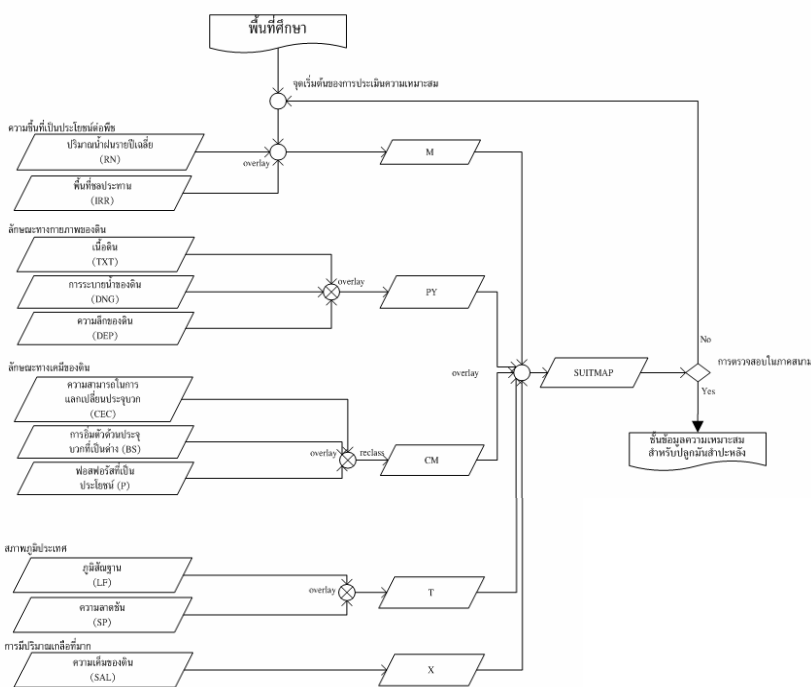 พื้นที่ศึกษา
จุดเริ่มต้นของการประเมินความเหมาะสม
ความชื้นที่เป็นประโยชน์ต่อพืช
ปริมาณน้ำฝนรายปีเฉลี่ย
(RN)
overlay
M
พื้นที่ชลประทาน
(IRR)
ลักษณะทางกายภาพของดิน
เนื้อดิน
(TXT)
overlay
การระบายน้ำของดิน
(DNG)
PY
ความลึกของดิน
(DEP)
No
การตรวจสอบในภาคสนาม
ลักษณะทางเคมีของดิน
overlay
SUITMAP
Yes
ความสามารถในการ
แลกเปลี่ยนประจุบวก
(CEC)
การอิ่มตัวด้วยประจุ
บวกที่เป็นด่าง (BS)
overlay
reclass
CM
ชั้นข้อมูลความเหมาะสม
สำหรับปลูกมันสำปะหลัง
ฟอสฟอรัสที่เป็น
ประโยชน์ (P)
สภาพภูมิประเทศ
ภูมิสัณฐาน
(LF)
overlay
T
ความลาดชัน
(SP)
การมีปริมาณเกลือที่มาก
ความเค็มของดิน
(SAL)
X